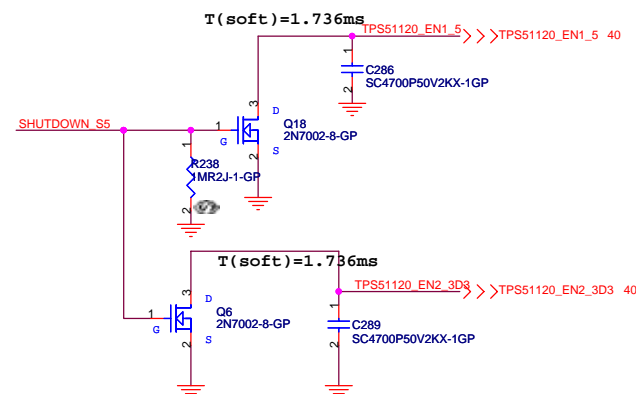 T(soft)=1.736ms
TPS51120_EN1_5
TPS51120_EN1_5 40
1
C286
SC4700P50V2KX-1GP
2
3
D
SHUTDOWN_S5
1
Q18
2N7002-8-GP
G
2
S
1
R238
1MR2J-1-GP
2
T(soft)=1.736ms
TPS51120_EN2_3D3
TPS51120_EN2_3D3 40
3
D
1
Q6
2N7002-8-GP
G
2
S
1
C289
SC4700P50V2KX-1GP
2